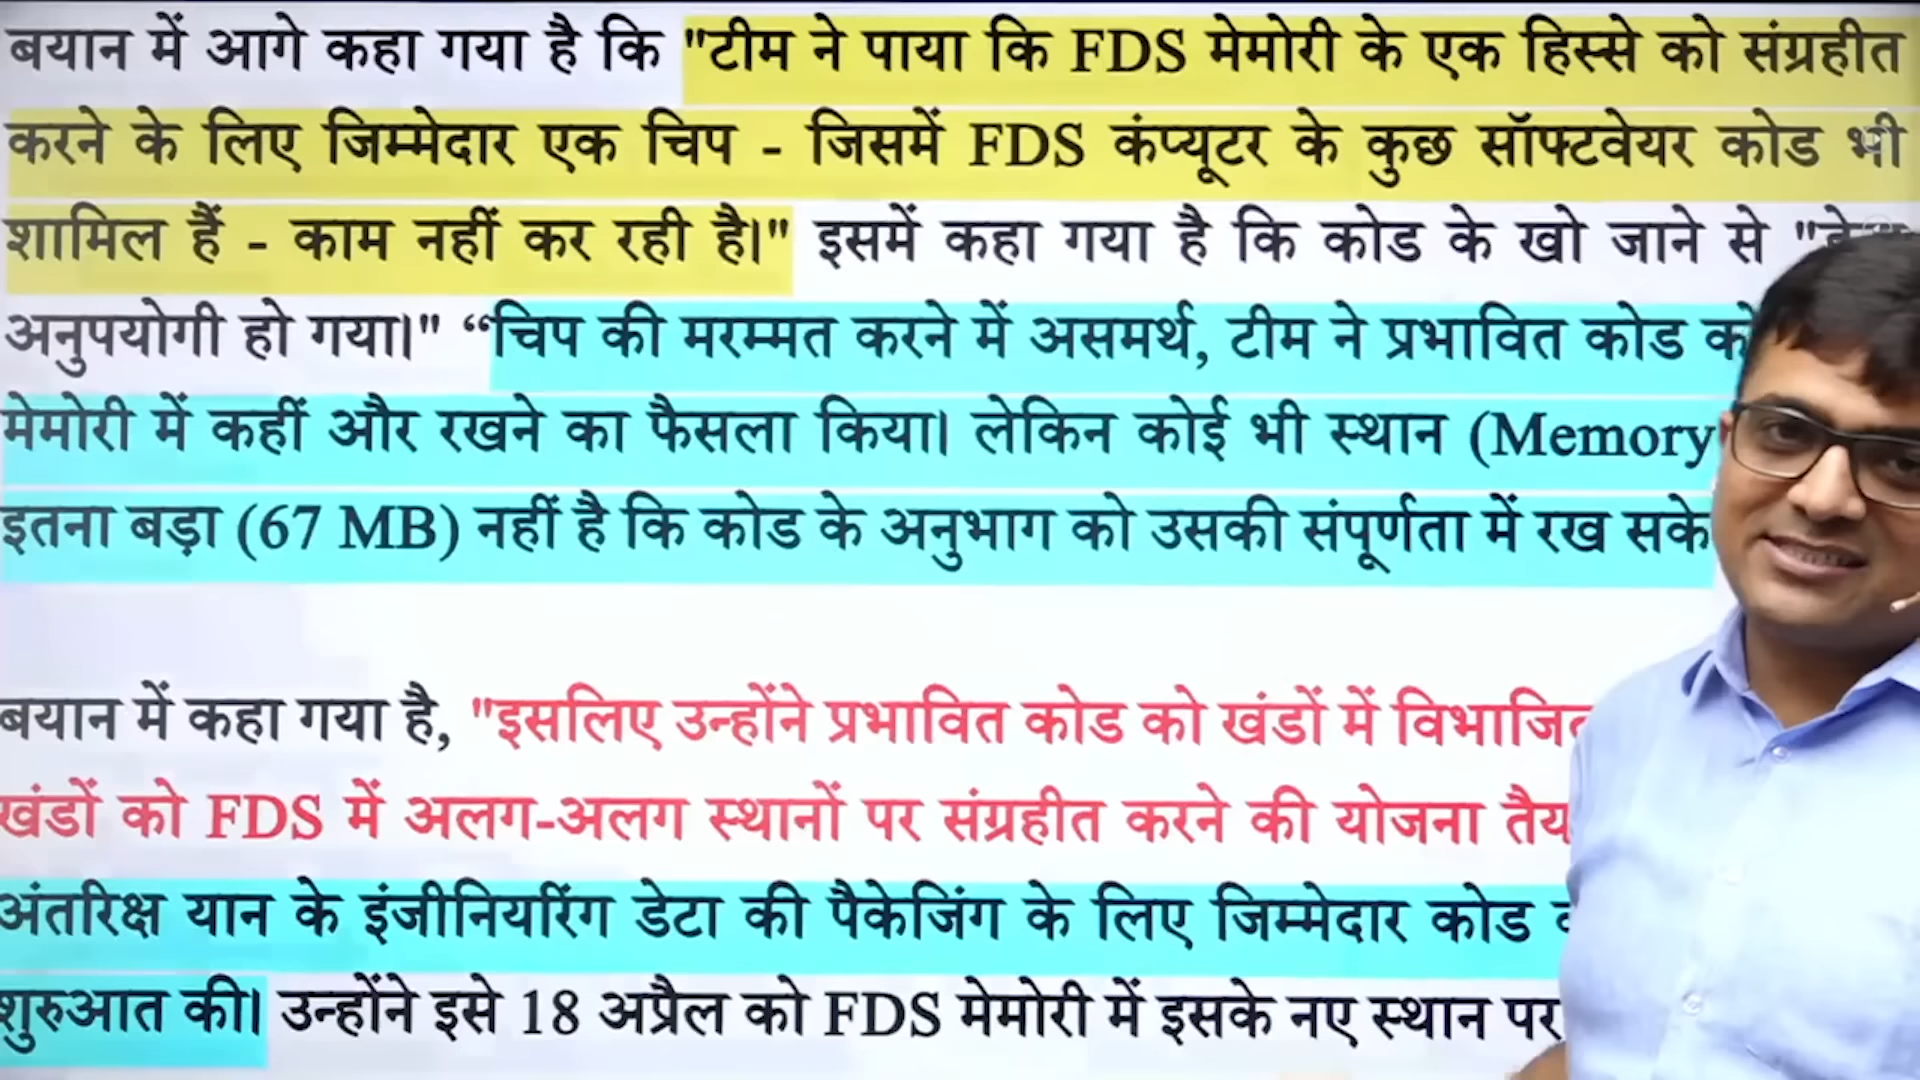 बयान में आगे कहा गया है कि "टीम ने पाया कि FDS मेमोरी के एक हिस्से को संग्रहीत
करने के लिए जिम्मेदार एक चिप - जिसमें FDS कंप्यूटर के कुछ सॉफ्टवेयर कोड भी
शामिल हैं - काम नहीं कर रही है।" इसमें कहा गया है कि कोड के खो जाने से
अनुपयोगी हो गया।" “चिप की मरम्मत करने में असमर्थ, टीम ने प्रभावित कोड को
मेमोरी में कहीं और रखने का फैसला किया। लेकिन कोई भी स्थान (Memory
इतना बड़ा (67 MB) नहीं है कि कोड के अनुभाग को उसकी संपूर्णता में रख सके
बयान में कहा गया है, "इसलिए उन्होंने प्रभावित कोड को खंडों में
खंडों को FDS में अलग-अलग स्थानों पर संग्रहीत करने की योजना
अंतरिक्ष यान के इंजीनियरिंग डेटा की पैकेजिंग के लिए जिम्मेदार कोड
शुरुआत की। उन्होंने इसे 18 अप्रैल को FDS मेमोरी में इसके नए स्थान पर